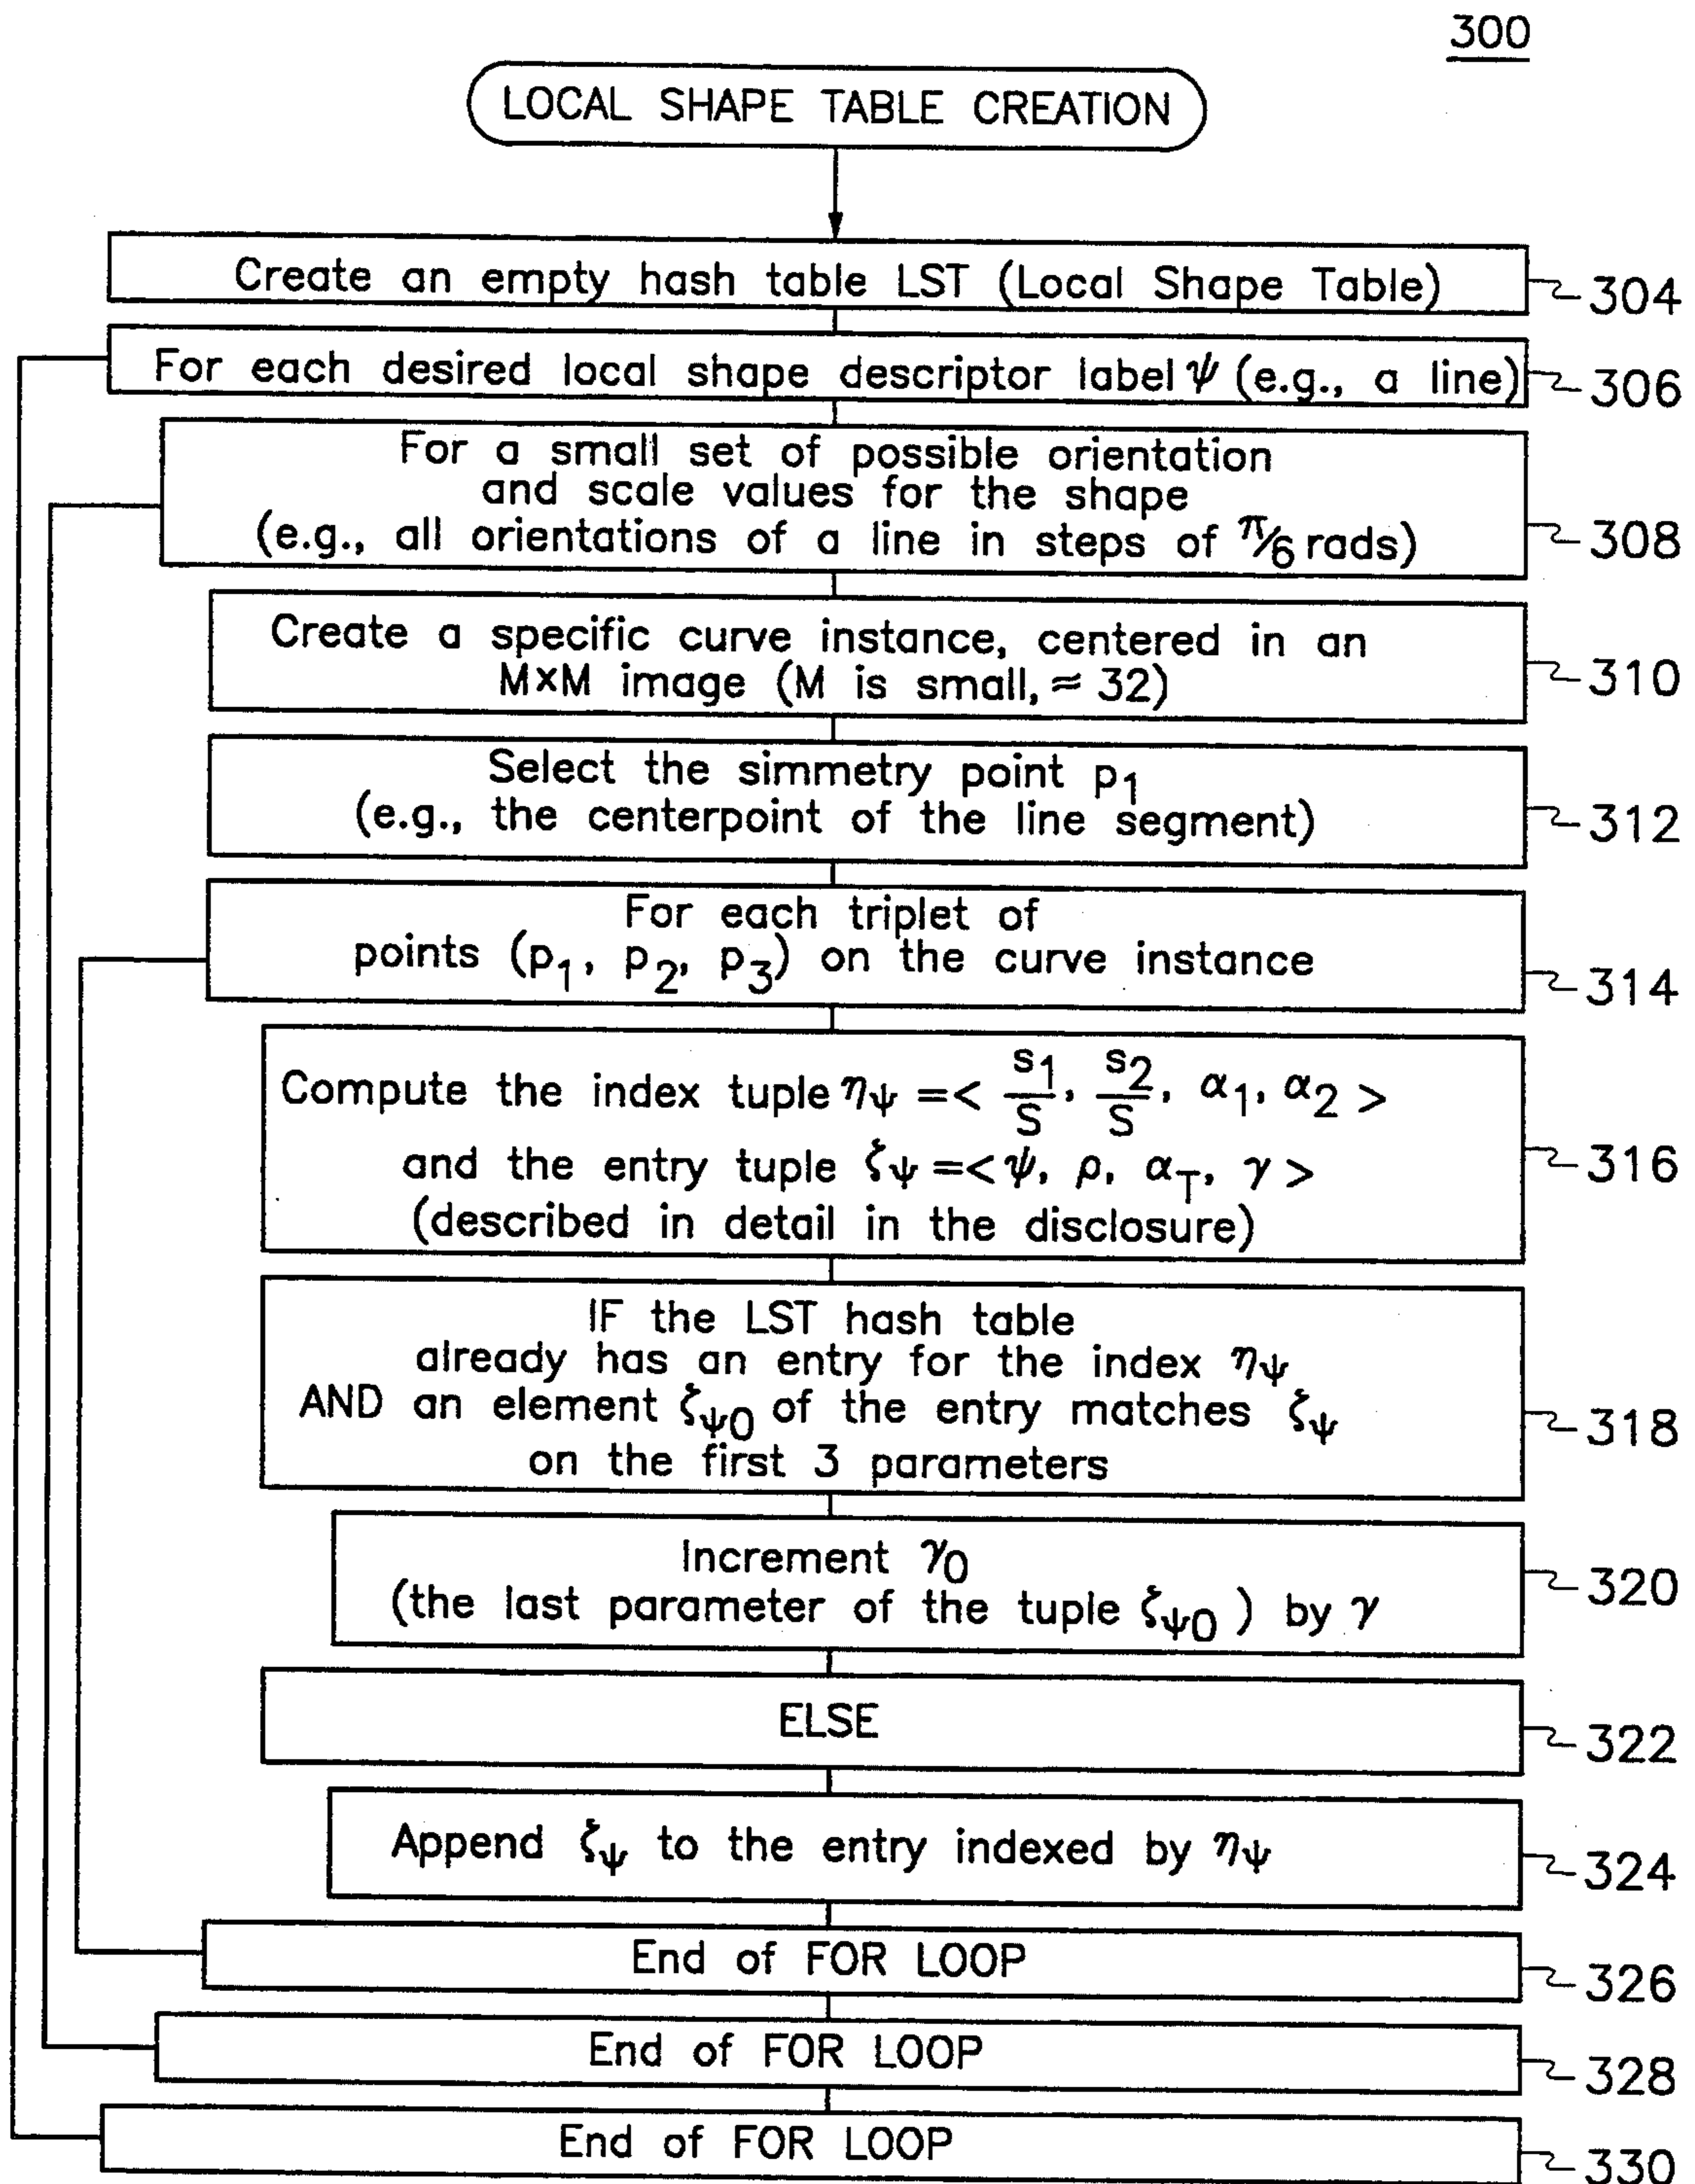 300
LOCAL SHAPE TABLE CREATION
Create an empty hash table LST (Local Shape Table)
304
For each desired local shape descriptor label ψ (e.g., a line)
306
For a small set of possible orientation
and scale values for the shape
(e.g., all orientations of a line in steps of π/6 rads)
308
Create a specific curve instance, centered in an
M×M image (M is small, ≈ 32)
310
Select the simmetry point p1
(e.g., the centerpoint of the line segment)
312
For each triplet of
points (p1, p2, p3) on the curve instance
314
Compute the index tuple ηψ =< s1/S, s2/S, α1, α2 >
and the entry tuple ζψ =< ψ, ρ, αT, γ >
(described in detail in the disclosure)
316
IF the LST hash table
already has an entry for the index ηψ
AND an element ζψ0 of the entry matches ζψ
on the first 3 parameters
318
Increment γ0
(the last parameter of the tuple ζψ0 ) by γ
320
ELSE
322
Append ζψ to the entry indexed by ηψ
324
End of FOR LOOP
326
End of FOR LOOP
328
End of FOR LOOP
330